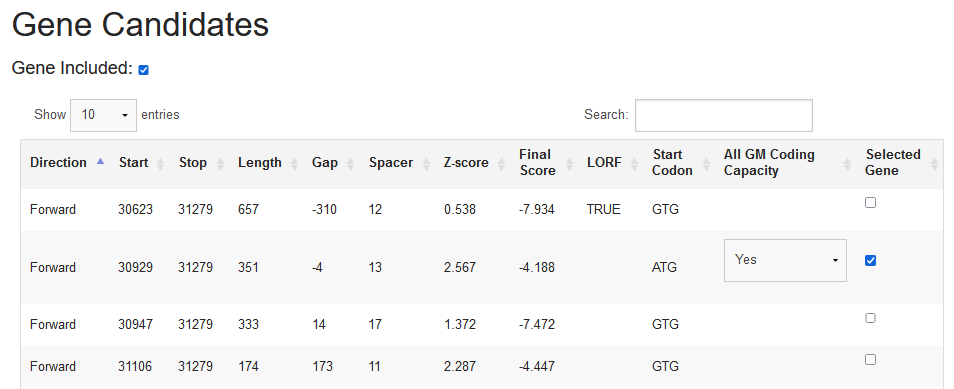 Gene Candidates
Gene Included:
Show 10 entries Search:
Direction Start Stop Length Gap Spacer Z-score Final Score LORF Start Codon All GM Coding Capacity Selected Gene
Forward 30623 31279 657 -310 12 0.538 -7.934 TRUE GTG
Forward 30929 31279 351 -4 13 2.567 -4.188 ATG Yes
Forward 30947 31279 333 14 17 1.372 -7.472 GTG
Forward 31106 31279 174 173 11 2.287 -4.447 GTG